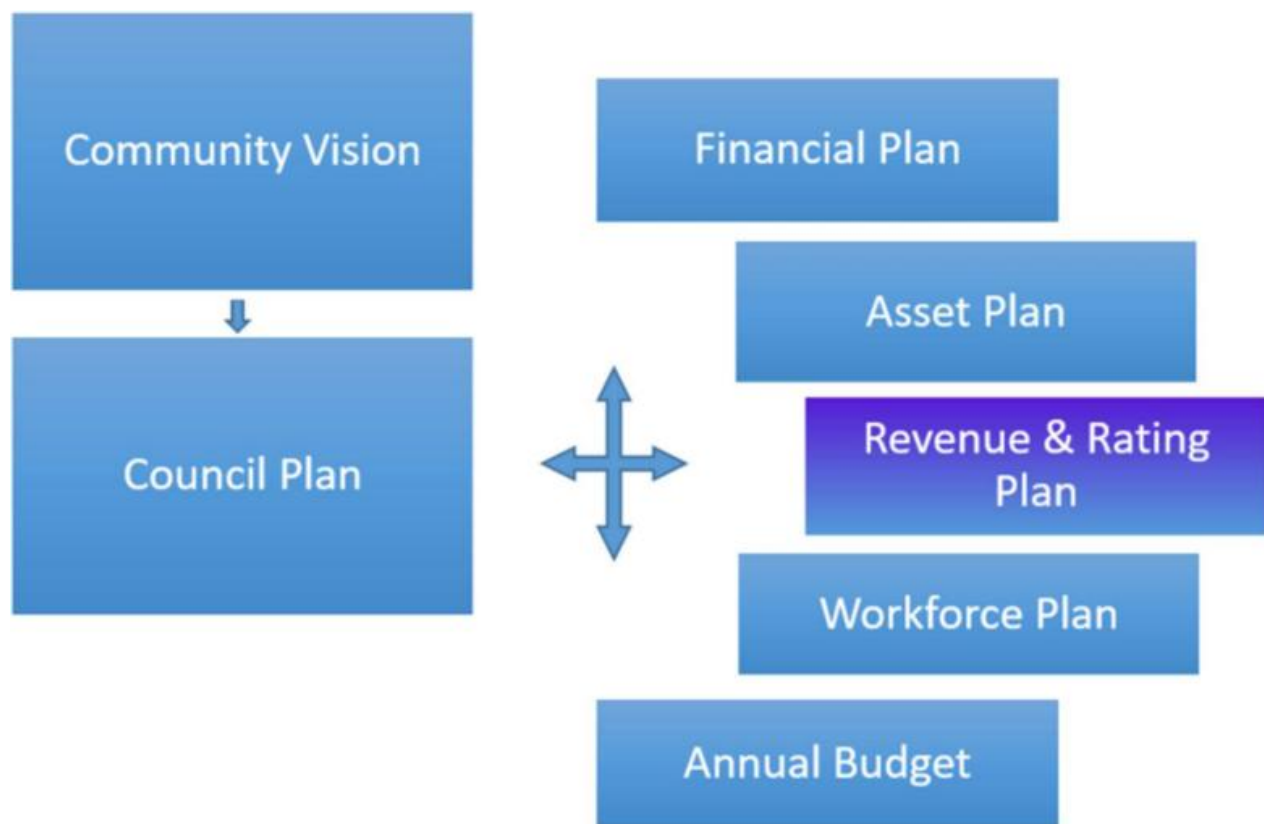 Community Vision
Council Plan
Financial Plan
Asset Plan
Revenue & Rating
Plan
Workforce Plan
Annual Budget